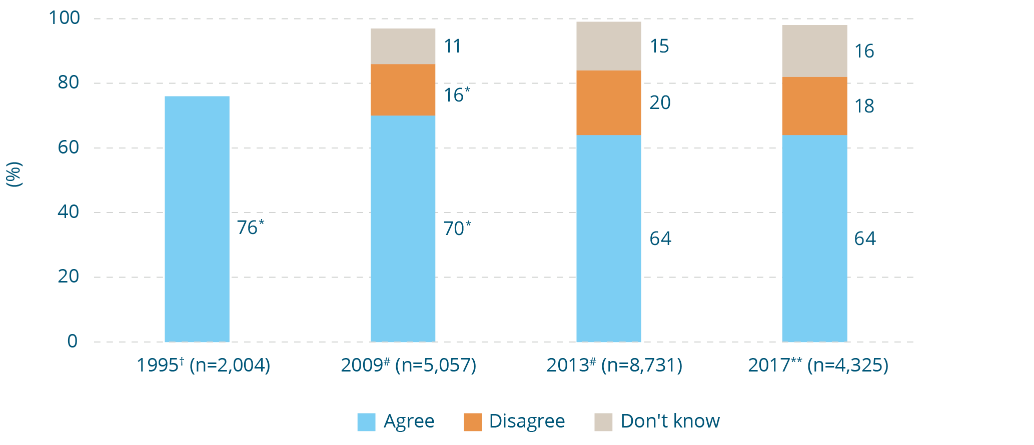 100
11
15
16
80
16*
20
18
60
(%)
40
76*
70*
64
64
20
0
1995† (n=2,004)
2009# (n=5,057)
2013# (n=8,731)
2017** (n=4,325)
Agree
Disagree
Don't know